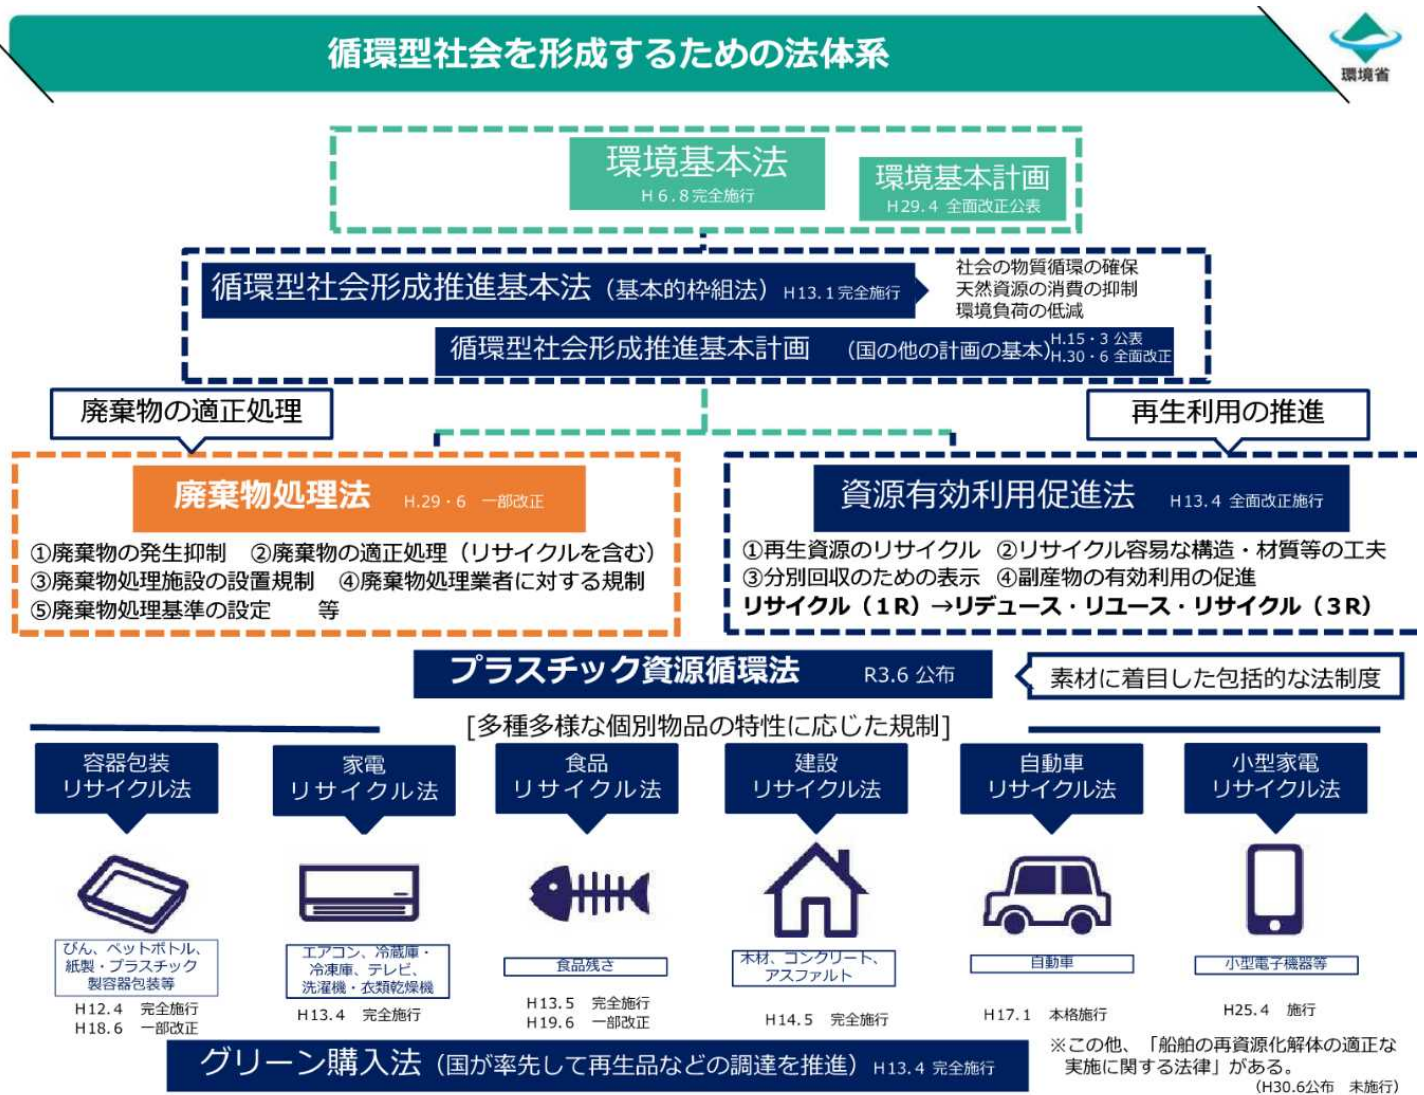 循環型社会を形成するための法体系
環境省
環境基本法
H6.8完全施行
環境基本計画
H29.4 全面改正公表
循環型社会形成推進基本法(基本的枠組法)H13.1完全施行
社会の物質循環の確保
天然資源の消費の抑制
環境負荷の低減
循環型社会形成推進基本計画 (国の他の計画の基本)
H.15・3 公表
H.30・6 全面改正
廃棄物の適正処理
再生利用の推進
廃棄物処理法 H.29・6 一部改正
①廃棄物の発生抑制 ②廃棄物の適正処理(リサイクルを含む)
③廃棄物処理施設の設置規制 ④廃棄物処理業者に対する規制
⑤廃棄物処理基準の設定 等
資源有効利用促進法 H13.4 全面改正施行
①再生資源のリサイクル ②リサイクル容易な構造・材質等の工夫
③分別回収のための表示 ④副産物の有効利用の促進
リサイクル(1R)→リデュース・リユース・リサイクル(3R)
プラスチック資源循環法 R3.6 公布
素材に着目した包括的な法制度
[多種多様な個別物品の特性に応じた規制]
容器包装
リサイクル法
びん、ペットボトル、
紙製・プラスチック
製容器包装等
H12.4 完全施行
H18.6 一部改正
家電
リサイクル法
エアコン、冷蔵庫・
冷凍庫、テレビ、
洗濯機・衣類乾燥機
H13.4 完全施行
食品
リサイクル法
食品残さ
H13.5 完全施行
H19.6 一部改正
建設
リサイクル法
木材、コンクリート、
アスファルト
H14.5 完全施行
自動車
リサイクル法
自動車
H17.1 本格施行
小型家電
リサイクル法
小型電子機器等
H25.4 施行
グリーン購入法(国が率先して再生品などの調達を推進)H13.4 完全施行
※この他、「船舶の再資源化解体の適正な
実施に関する法律」がある。
(H30.6公布 未施行)